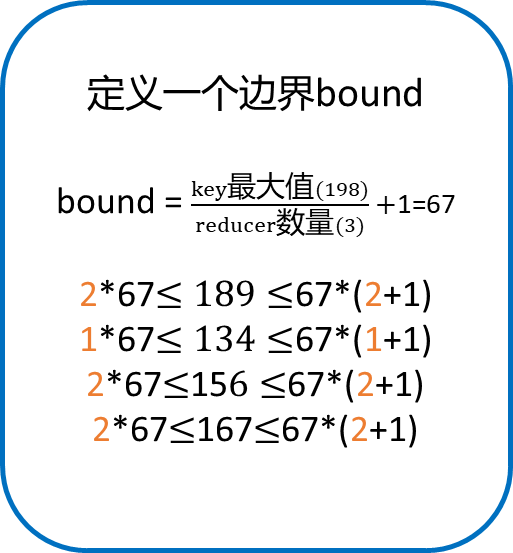 定义一个边界bound
bound = key最大值(198)/reducer数量(3) +1=67
2*67≤ 189 ≤67*(2+1)
1*67≤ 134 ≤67*(1+1)
2*67≤156 ≤67*(2+1)
2*67≤167≤67*(2+1)